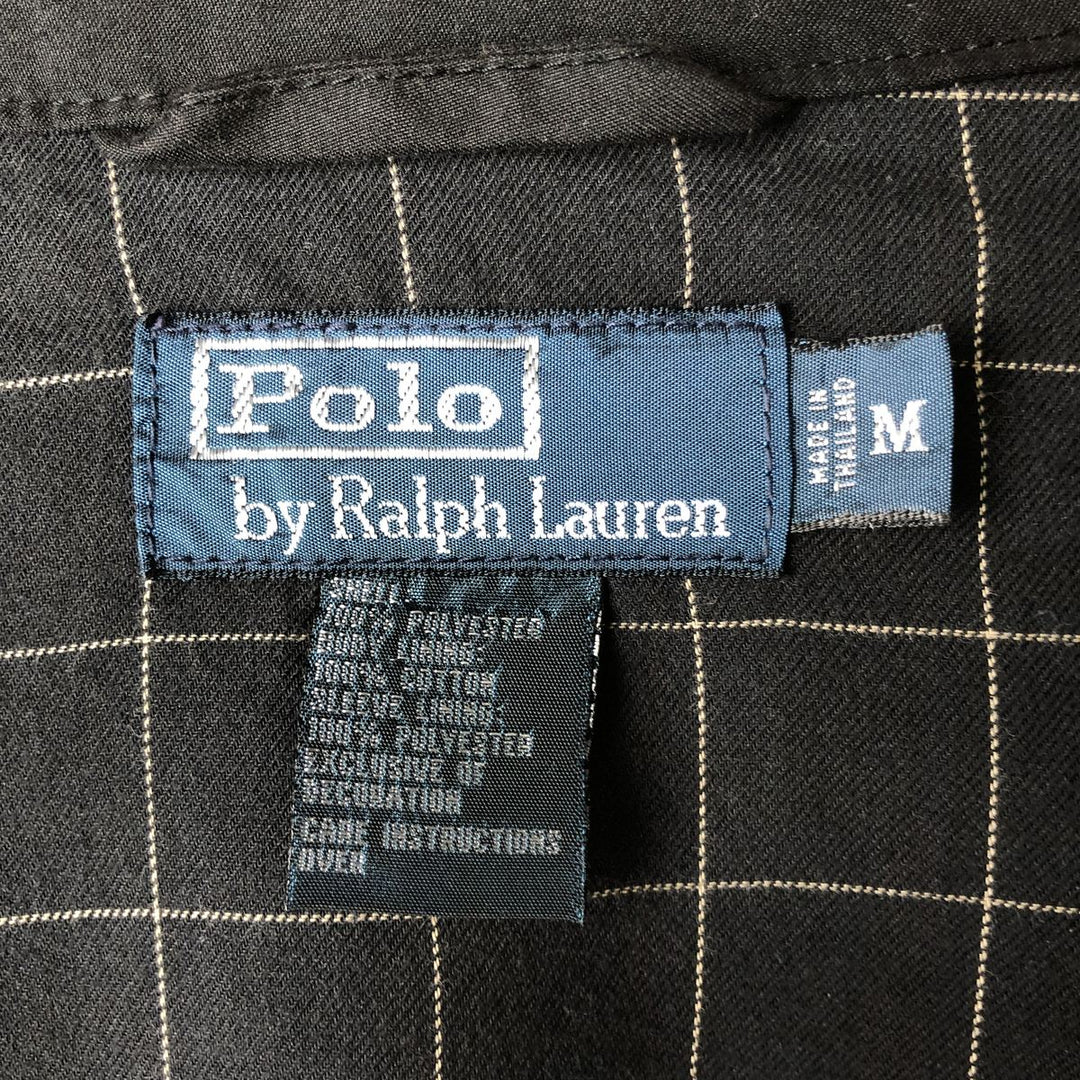 Polo
by Ralph Lauren
MADE IN
THAILAND
M
SHELL:
100% POLYESTER
BODY LINING:
100% COTTON
SLEEVE LINING:
100% POLYESTER
EXCLUSIVE OF
DECORATION
CARE INSTRUCTIONS
OVER